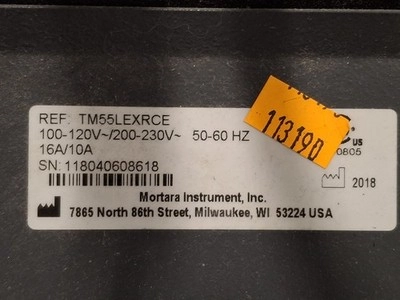 REF: TM55LEXRCE
100-120V~/200-230V~ 50-60 HZ
16A/10A
SN: 118040608618
113190
C US
0805
2018
Mortara Instrument, Inc.
7865 North 86th Street, Milwaukee, WI 53224 USA